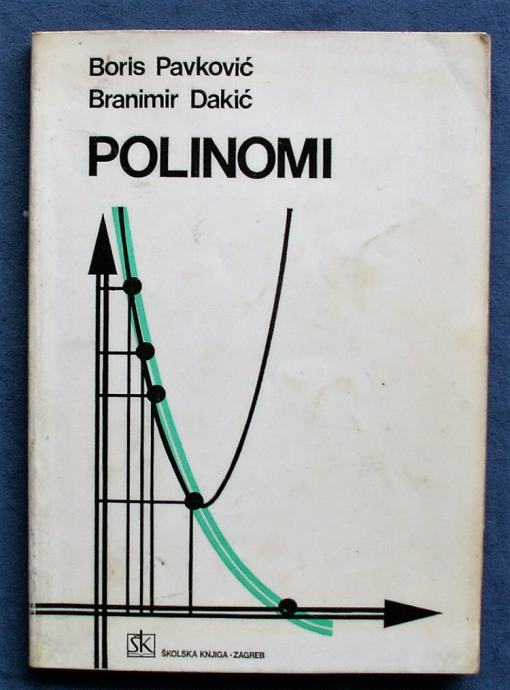 Boris Pavković
Branimir Dakić
POLINOMI
ŠK
ŠKOLSKA KNJIGA · ZAGREB